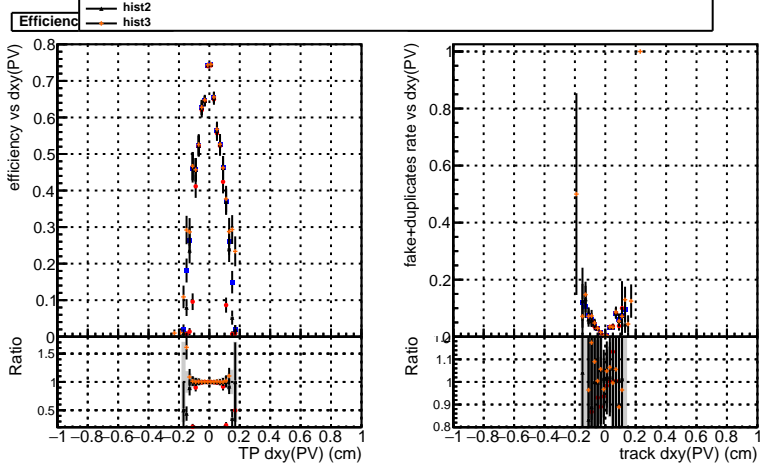 hist2
Efficienc
hist3
efficiency vs dxy(PV)
0.8
0.7
0.6
0.5
0.4
0.3
0.2
0.1
0
Ratio
1.5
1
0.5
−1 −0.8 −0.6 −0.4 −0.2 0 0.2 0.4 0.6 0.8 1
TP dxy(PV) (cm)
fake+duplicates rate vs dxy(PV)
1
0.8
0.6
0.4
0.2
Ratio
1.1
1
0.9
0.8
−1 −0.8 −0.6 −0.4 −0.2 0 0.2 0.4 0.6 0.8 1
track dxy(PV) (cm)